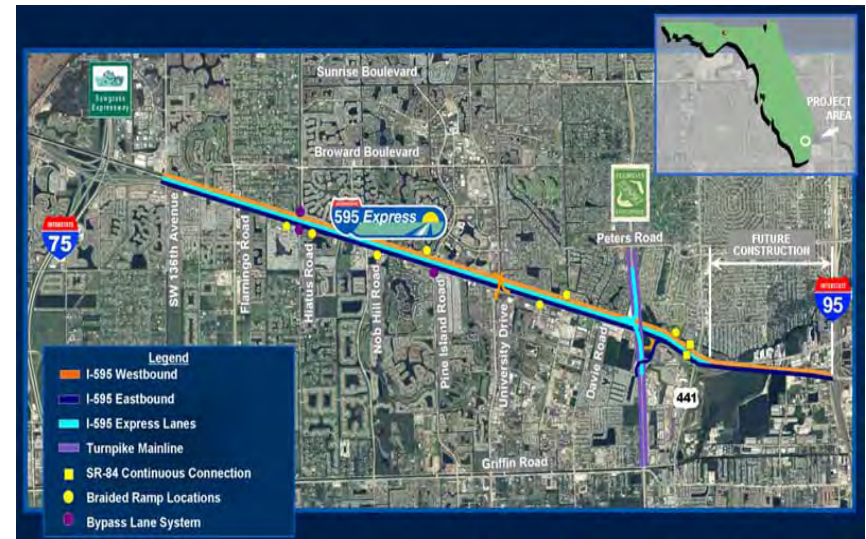 Sunrise Boulevard
Sawgrass
Expressway
PROJECT
AREA
Broward Boulevard
595 Express
INTERSTATE
75
SW 136th Avenue
Flamingo Road
Hiatus Road
Nob Hill Road
Pine Island Road
University Drive
Davie Road
Peters Road
FUTURE
CONSTRUCTION
INTERSTATE
95
441
Griffin Road
Legend
I-595 Westbound
I-595 Eastbound
I-595 Express Lanes
Turnpike Mainline
SR-84 Continuous Connection
Braided Ramp Locations
Bypass Lane System